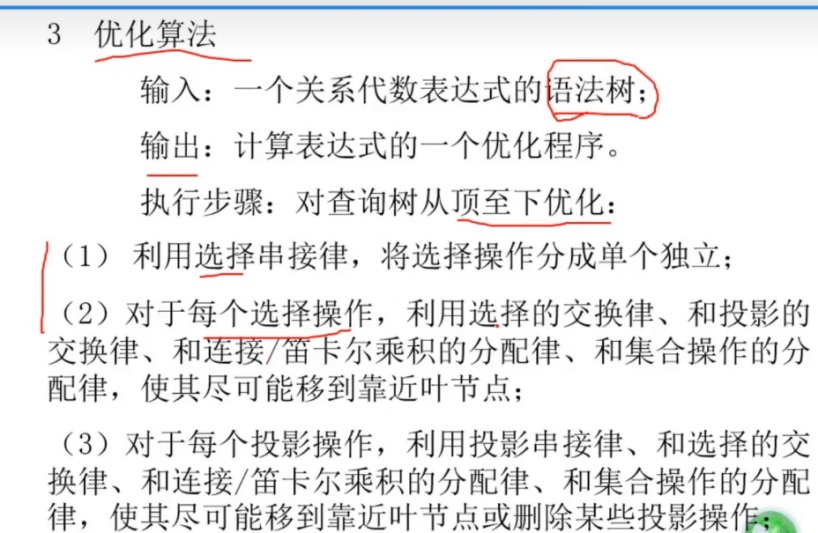 3 优化算法
输入：一个关系代数表达式的语法树；
输出：计算表达式的一个优化程序。
执行步骤：对查询树从顶至下优化：
（1） 利用选择串接律，将选择操作分成单个独立；
（2）对于每个选择操作，利用选择的交换律、和投影的
交换律、和连接/笛卡尔乘积的分配律、和集合操作的分
配律，使其尽可能移到靠近叶节点；
（3）对于每个投影操作，利用投影串接律、和选择的交
换律、和连接/笛卡尔乘积的分配律、和集合操作的分配
律，使其尽可能移到靠近叶节点或删除某些投影操作；